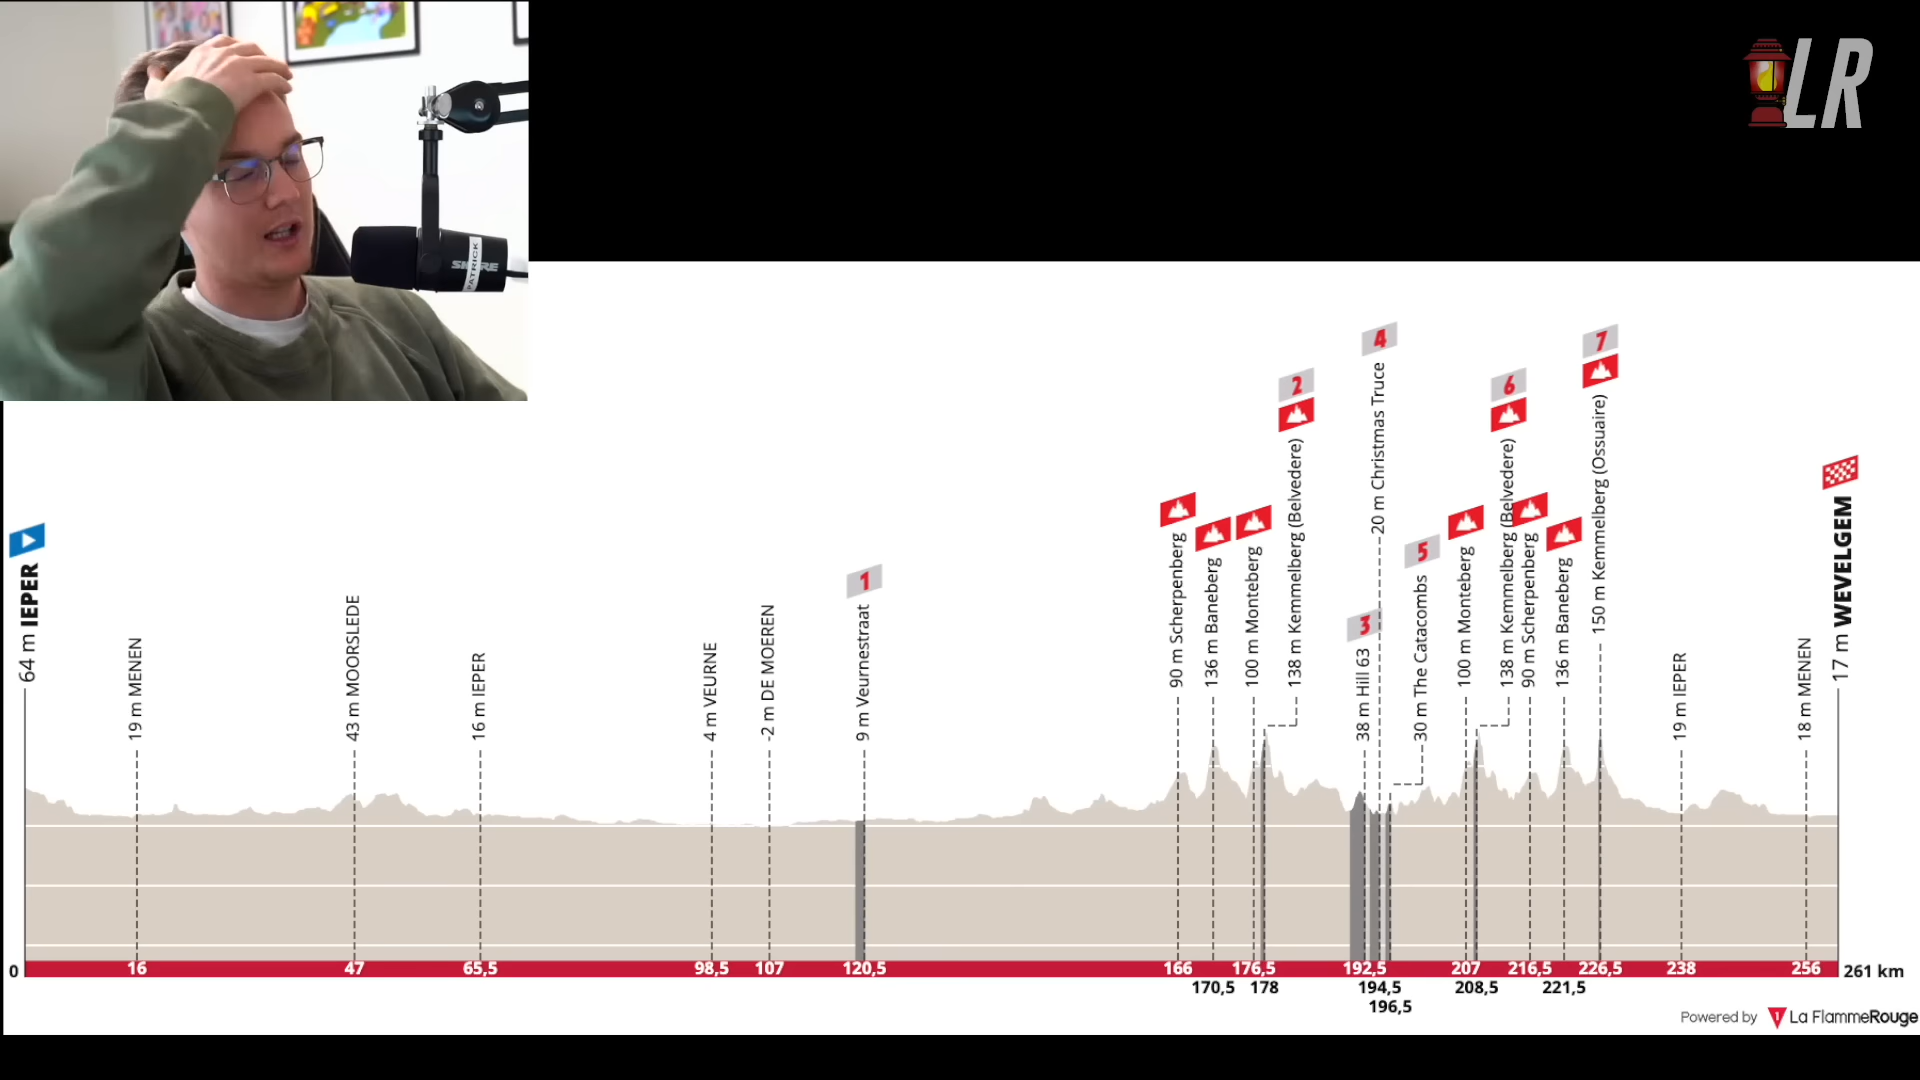 LR
SHURE
PATRICK
64 m IEPER
19 m MENEN
43 m MOORSLEDE
16 m IEPER
4 m VEURNE
-2 m DE MOEREN
1
9 m Veurnestraat
90 m Scherpenberg
136 m Baneberg
100 m Monteberg
2
138 m Kemmelberg (Belvedere)
3
38 m Hill 63
4
20 m Christmas Truce
5
30 m The Catacombs
100 m Monteberg
6
138 m Kemmelberg (Belvedere)
90 m Scherpenberg
136 m Baneberg
7
150 m Kemmelberg (Ossuaire)
19 m IEPER
18 m MENEN
17 m WEVELGEM
0 16 47 65,5 98,5 107 120,5 166 176,5 192,5 207 216,5 226,5 238 256 261 km
170,5 178 194,5 208,5 221,5
196,5
Powered by 1 La FlammeRouge